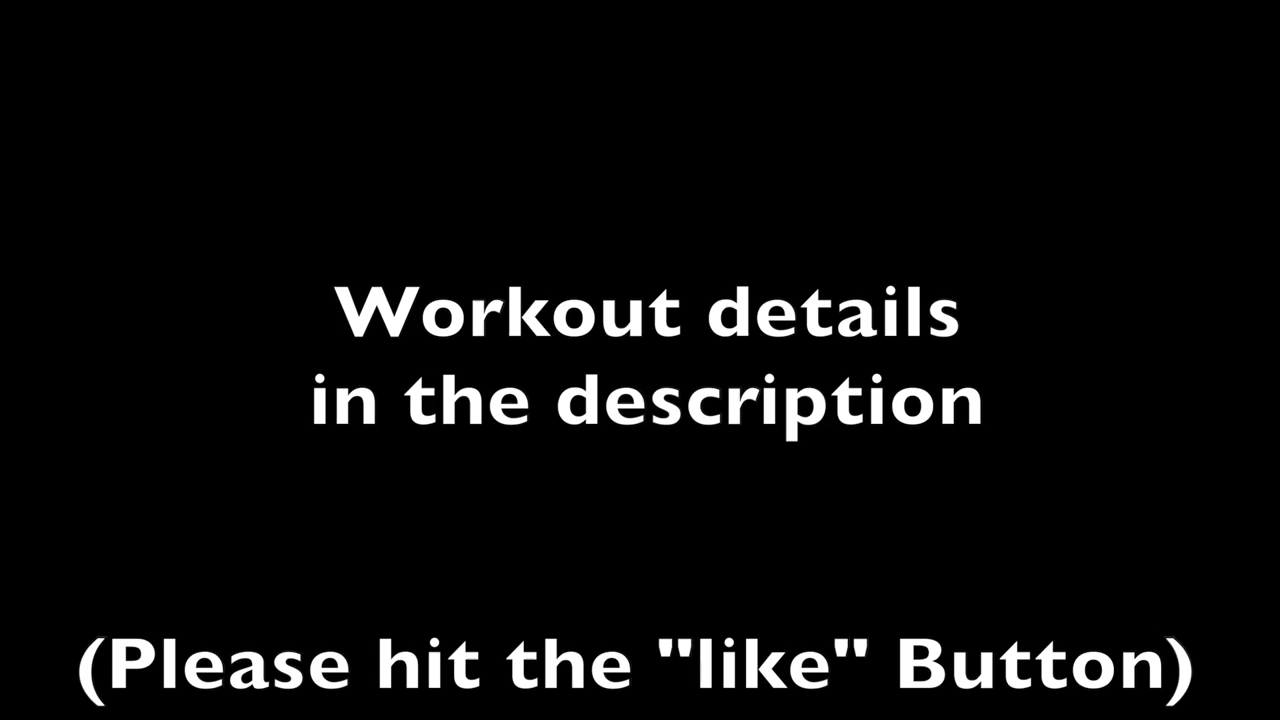 Workout details
in the description
(Please hit the "like" Button)